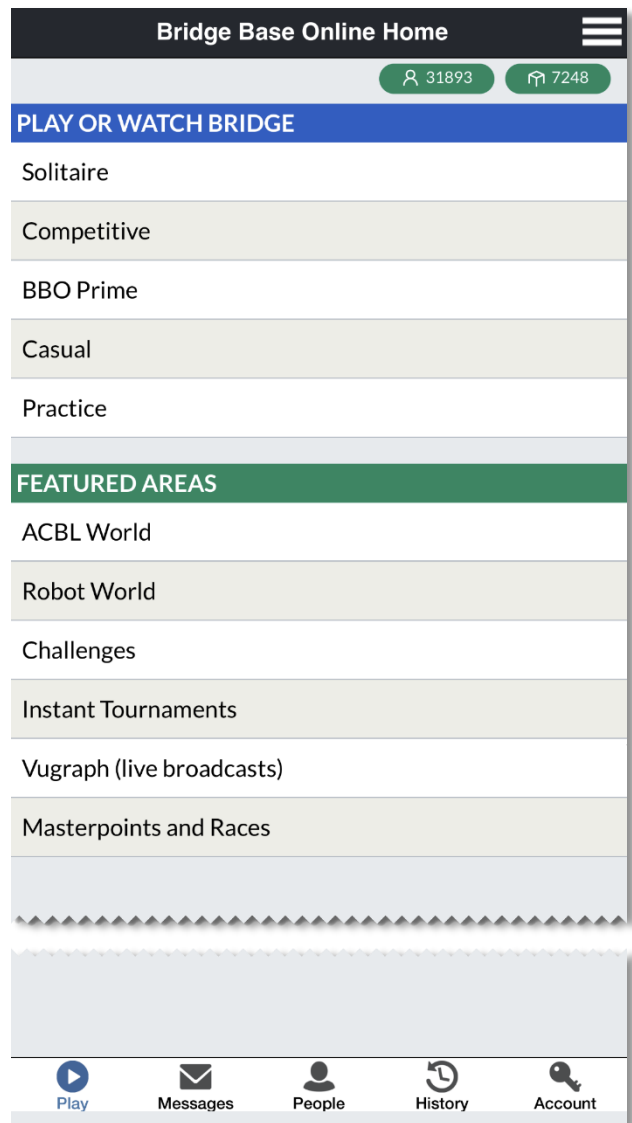 Bridge Base Online Home
31893 7248
PLAY OR WATCH BRIDGE
Solitaire
Competitive
BBO Prime
Casual
Practice
FEATURED AREAS
ACBL World
Robot World
Challenges
Instant Tournaments
Vugraph (live broadcasts)
Masterpoints and Races
Play Messages People History Account